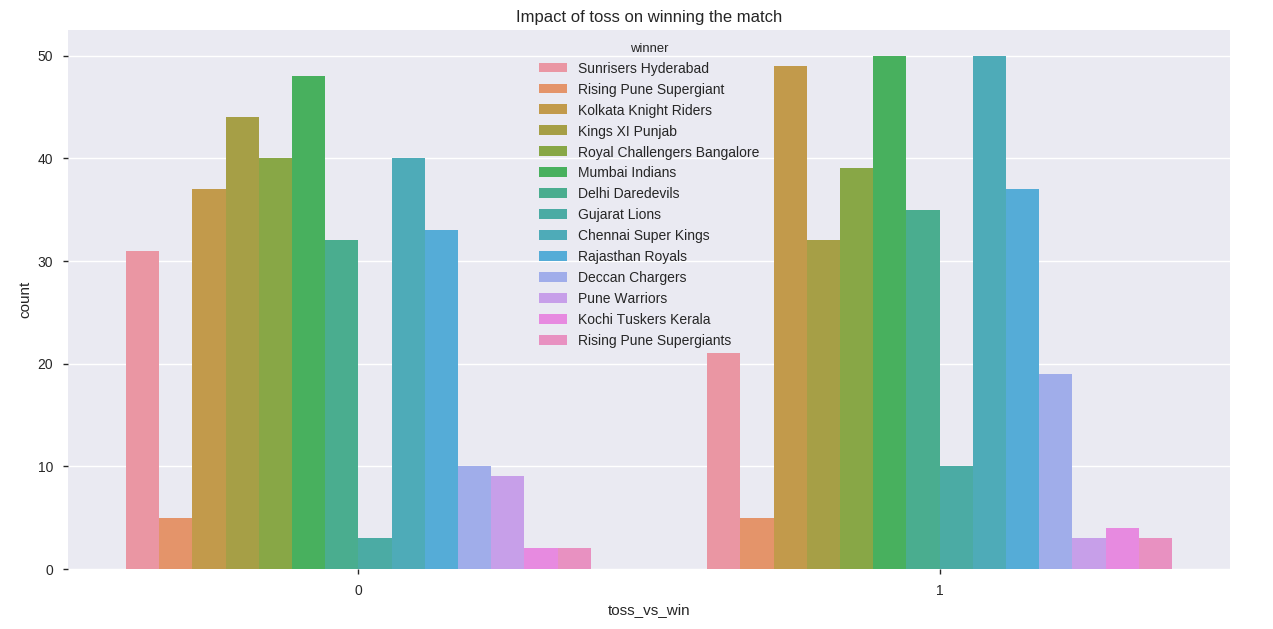 Impact of toss on winning the match
winner
Sunrisers Hyderabad
Rising Pune Supergiant
Kolkata Knight Riders
Kings XI Punjab
Royal Challengers Bangalore
Mumbai Indians
Delhi Daredevils
Gujarat Lions
Chennai Super Kings
Rajasthan Royals
Deccan Chargers
Pune Warriors
Kochi Tuskers Kerala
Rising Pune Supergiants
count
50
40
30
20
10
0
0 1
toss_vs_win